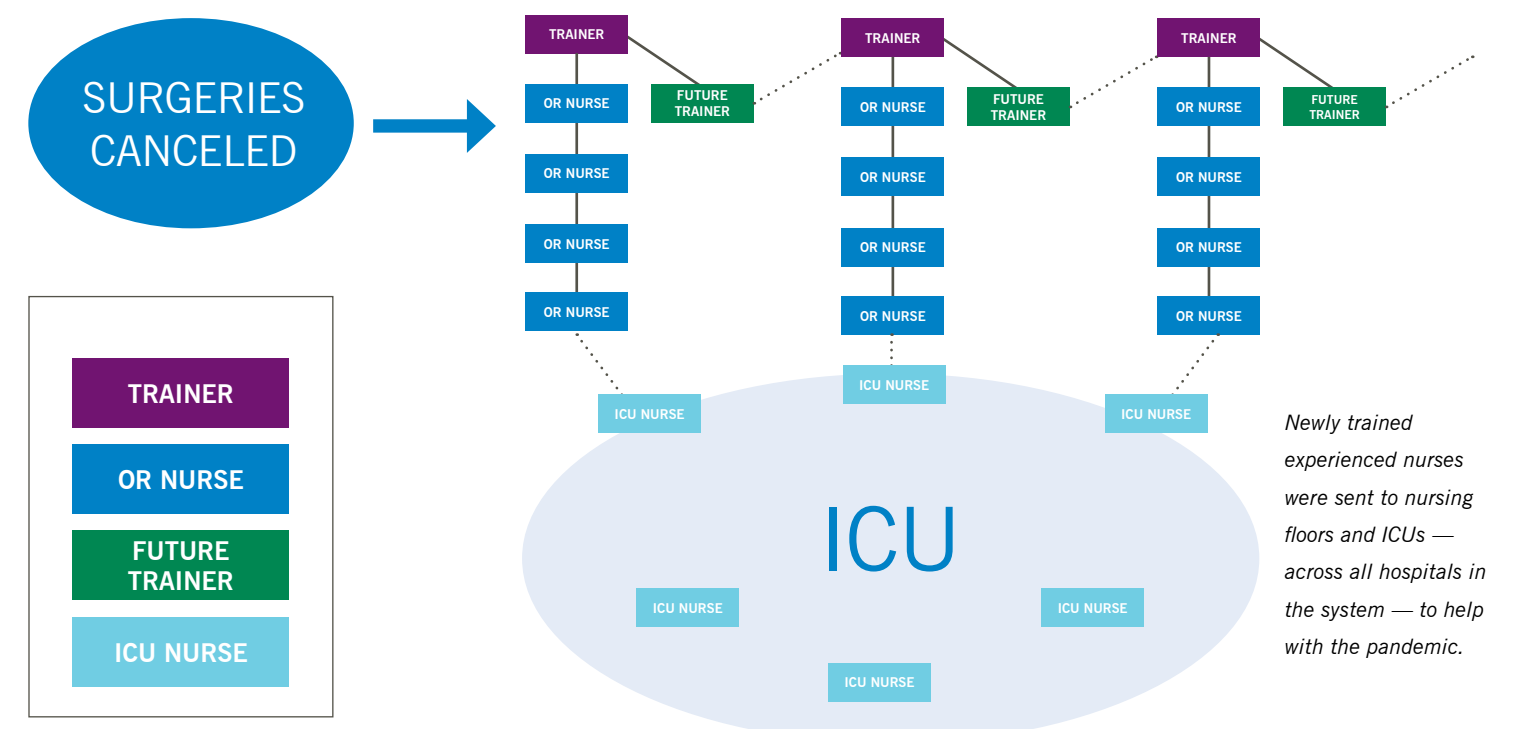 SURGERIES
CANCELED
TRAINER
OR NURSE
FUTURE
TRAINER
ICU NURSE
TRAINER
FUTURE
TRAINER
OR NURSE
OR NURSE
OR NURSE
OR NURSE
TRAINER
FUTURE
TRAINER
OR NURSE
OR NURSE
OR NURSE
OR NURSE
TRAINER
FUTURE
TRAINER
OR NURSE
OR NURSE
OR NURSE
OR NURSE
ICU NURSE
ICU NURSE
ICU NURSE
ICU
ICU NURSE
ICU NURSE
ICU NURSE
Newly trained
experienced nurses
were sent to nursing
floors and ICUs —
across all hospitals in
the system — to help
with the pandemic.